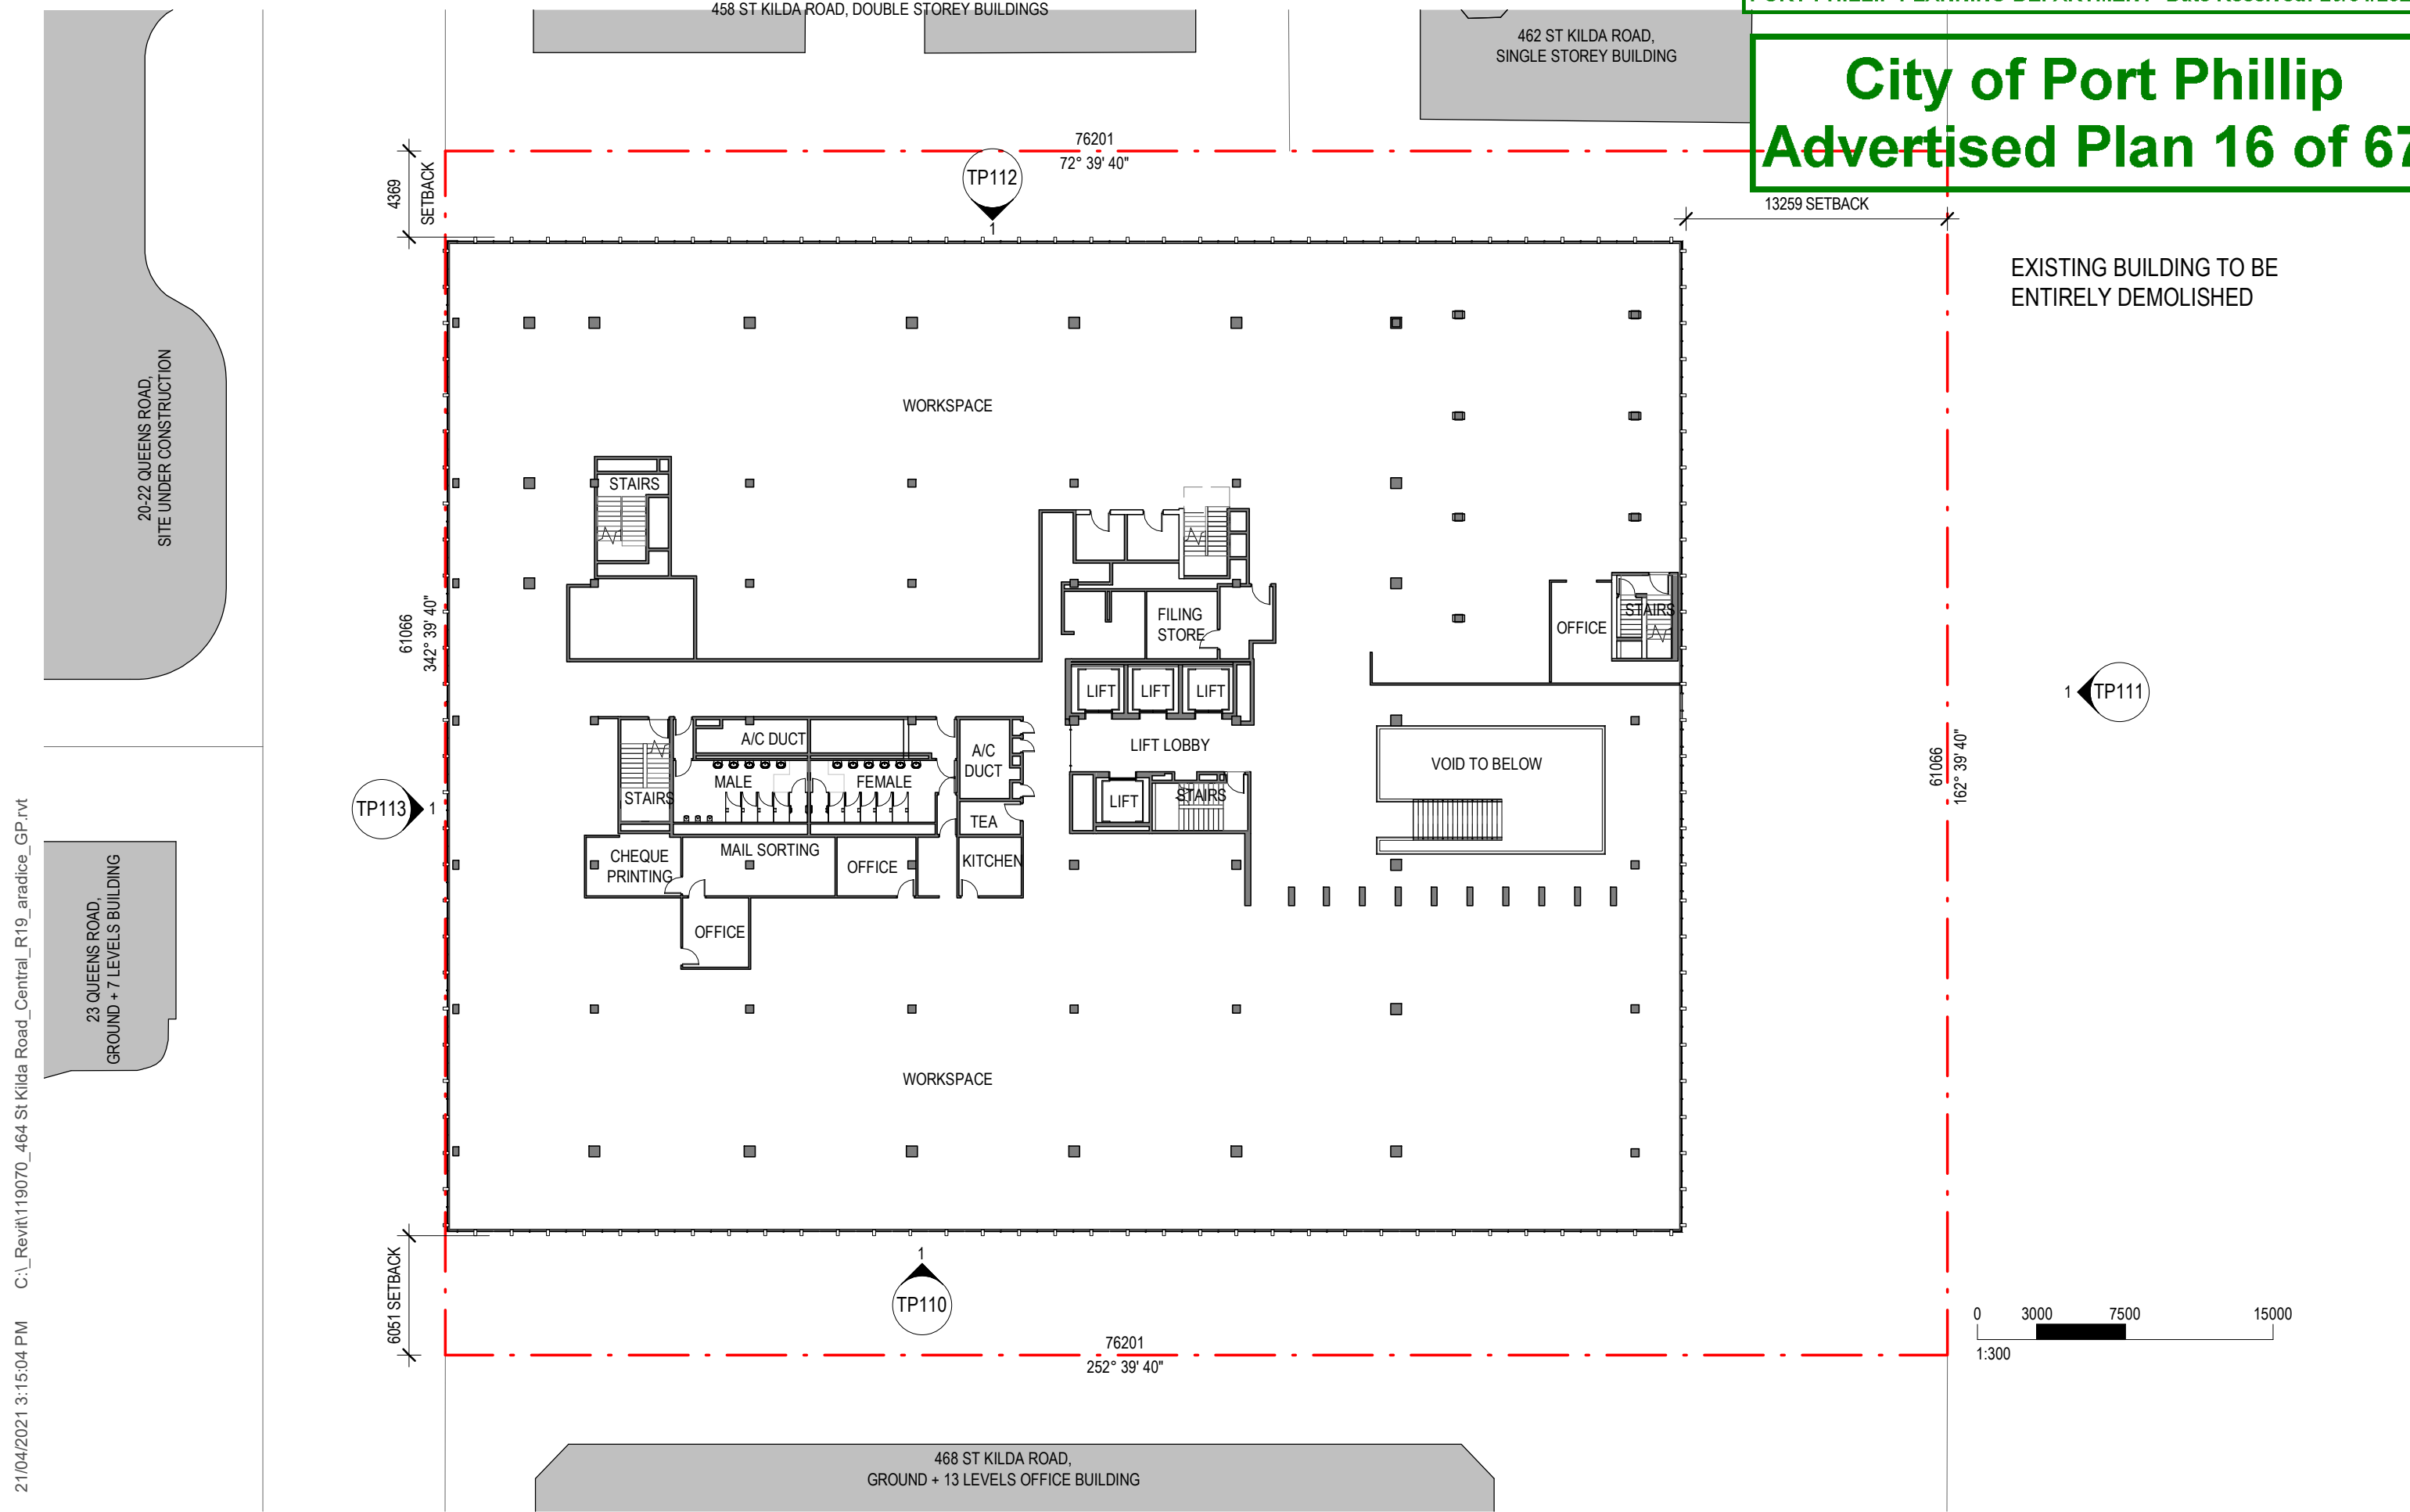 458 ST KILDA ROAD, DOUBLE STOREY BUILDINGS
462 ST KILDA ROAD,
SINGLE STOREY BUILDING
City of Port Phillip
Advertised Plan 16 of 67
76201
72° 39' 40"
4369
SETBACK
TP112
1
13259 SETBACK
EXISTING BUILDING TO BE
ENTIRELY DEMOLISHED
20-22 QUEENS ROAD,
SITE UNDER CONSTRUCTION
WORKSPACE
STAIRS
61066
342° 39' 40"
FILING
STORE
OFFICE
STAIRS
LIFT
LIFT
LIFT
1
TP111
A/C DUCT
A/C
DUCT
LIFT LOBBY
VOID TO BELOW
61066
162° 39' 40"
MALE
FEMALE
STAIRS
LIFT
STAIRS
TP113
1
TEA
CHEQUE
PRINTING
MAIL SORTING
OFFICE
KITCHEN
OFFICE
23 QUEENS ROAD,
GROUND + 7 LEVELS BUILDING
WORKSPACE
6051 SETBACK
1
TP110
76201
252° 39' 40"
0 3000 7500 15000
1:300
468 ST KILDA ROAD,
GROUND + 13 LEVELS OFFICE BUILDING
21/04/2021 3:15:04 PM C:\_Revit\119070_464 St Kilda Road_Central_R19_aradice_GP.rvt